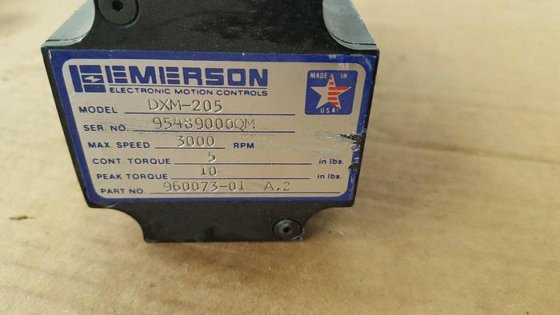 EMERSON
ELECTRONIC MOTION CONTROLS
MADE IN
USA
MODEL DXM-205
SER. NO. 95489000QM
MAX. SPEED 3000 RPM
CONT. TORQUE 5 in lbs.
PEAK TORQUE 10 in lbs.
PART NO 960073-01 A.2